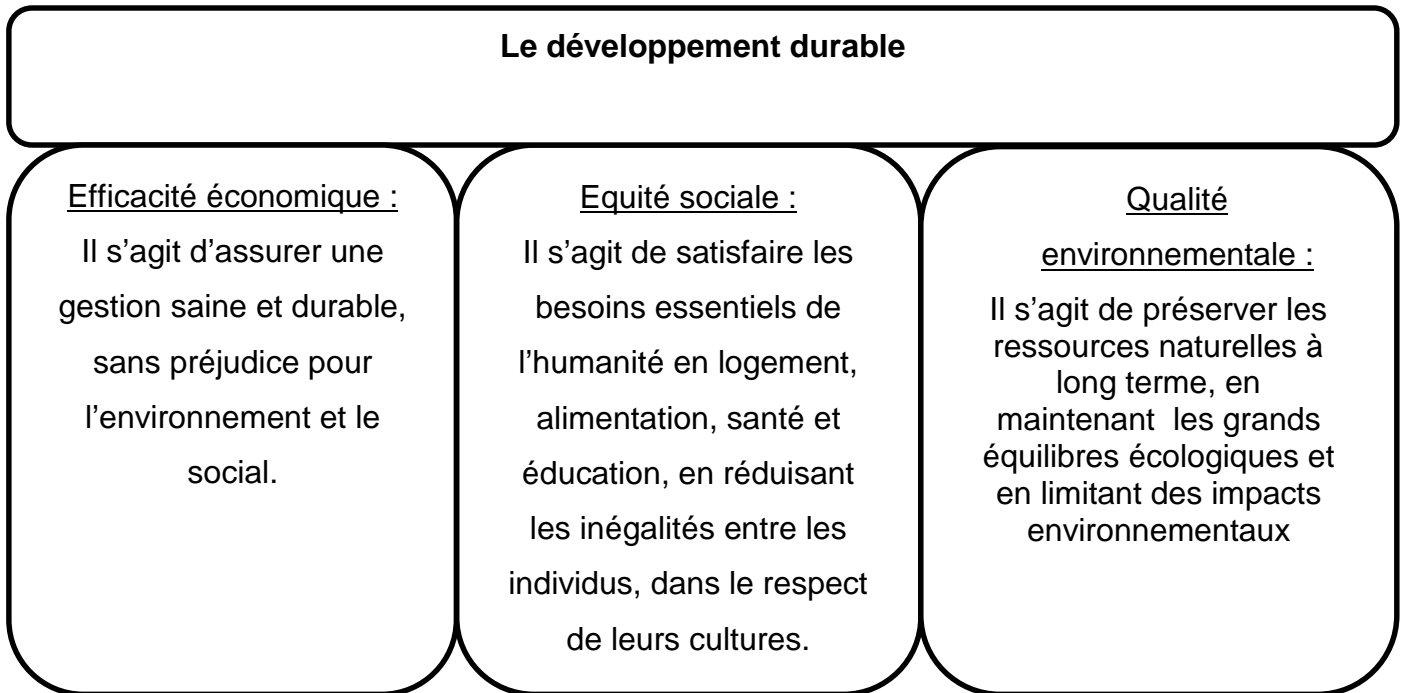 Le développement durable
Efficacité économique :
Il s’agit d’assurer une
gestion saine et durable,
sans préjudice pour
l’environnement et le
social.
Equité sociale :
Il s’agit de satisfaire les
besoins essentiels de
l’humanité en logement,
alimentation, santé et
éducation, en réduisant
les inégalités entre les
individus, dans le respect
de leurs cultures.
Qualité
environnementale :
Il s’agit de préserver les
ressources naturelles à
long terme, en
maintenant  les grands
équilibres écologiques et
en limitant des impacts
environnementaux